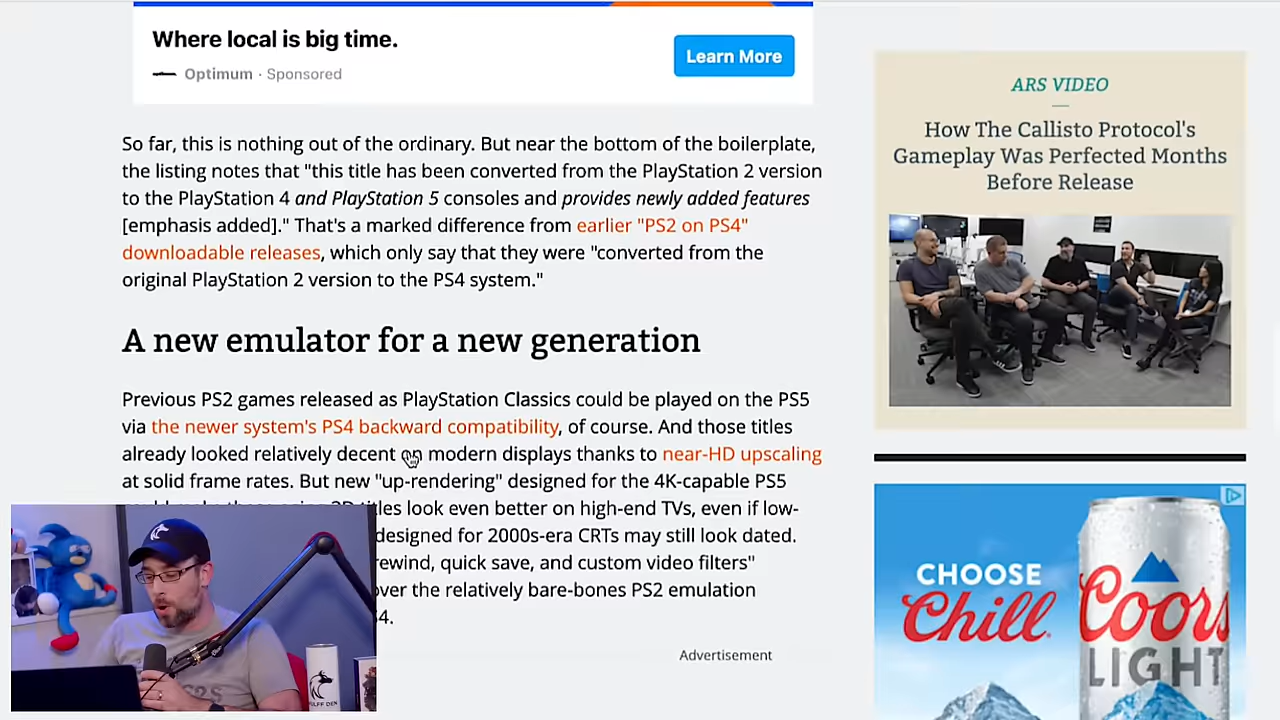 Where local is big time.
Optimum · Sponsored
Learn More
So far, this is nothing out of the ordinary. But near the bottom of the boilerplate,
the listing notes that "this title has been converted from the PlayStation 2 version
to the PlayStation 4 and PlayStation 5 consoles and provides newly added features
[emphasis added]." That's a marked difference from earlier "PS2 on PS4"
downloadable releases, which only say that they were "converted from the
original PlayStation 2 version to the PS4 system."
A new emulator for a new generation
Previous PS2 games released as PlayStation Classics could be played on the PS5
via the newer system's PS4 backward compatibility, of course. And those titles
already looked relatively decent on modern displays thanks to near-HD upscaling
at solid frame rates. But new "up-rendering" designed for the 4K-capable PS5
look even better on high-end TVs, even if low-
designed for 2000s-era CRTs may still look dated.
rewind, quick save, and custom video filters"
over the relatively bare-bones PS2 emulation
Advertisement
ARS VIDEO
How The Callisto Protocol's
Gameplay Was Perfected Months
Before Release
CHOOSE
Chill.
Coors
LIGHT
WULFF DEN